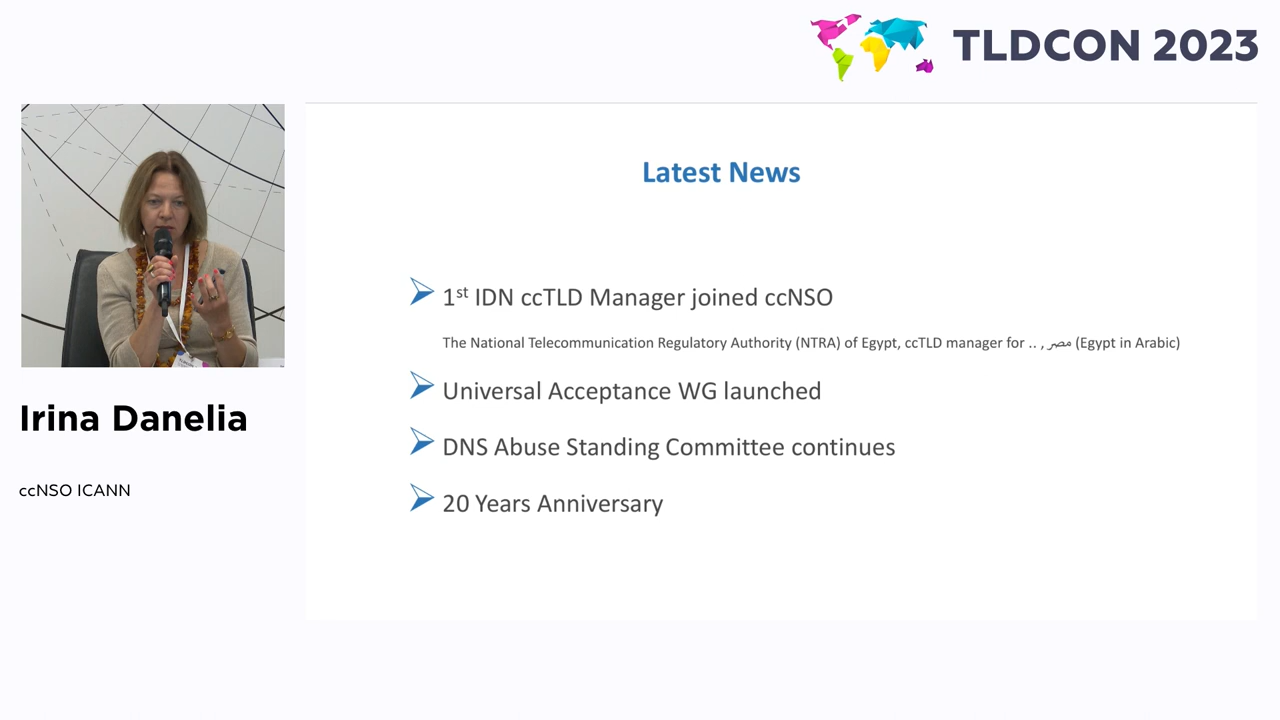 TLDCON 2023
Latest News
1st IDN ccTLD Manager joined ccNSO
The National Telecommunication Regulatory Authority (NTRA) of Egypt, ccTLD manager for .. , مصر (Egypt in Arabic)
Universal Acceptance WG launched
DNS Abuse Standing Committee continues
20 Years Anniversary
Irina Danelia
ccNSO ICANN